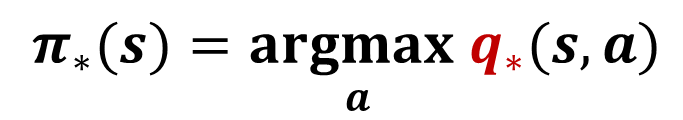 π∗(s) = argmax q∗(s, a)
a